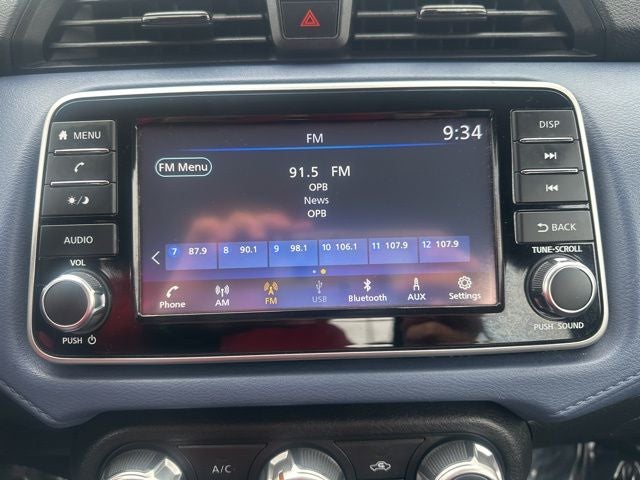 FM
9:34
MENU
FM Menu
91.5 FM
OPB
News
OPB
AUDIO
VOL
PUSH
7 87.9 8 90.1 9 98.1 10 106.1 11 107.9 12 107.9
Phone AM FM USB Bluetooth AUX Settings
DISP
BACK
TUNE-SCROLL
PUSH SOUND
A/C